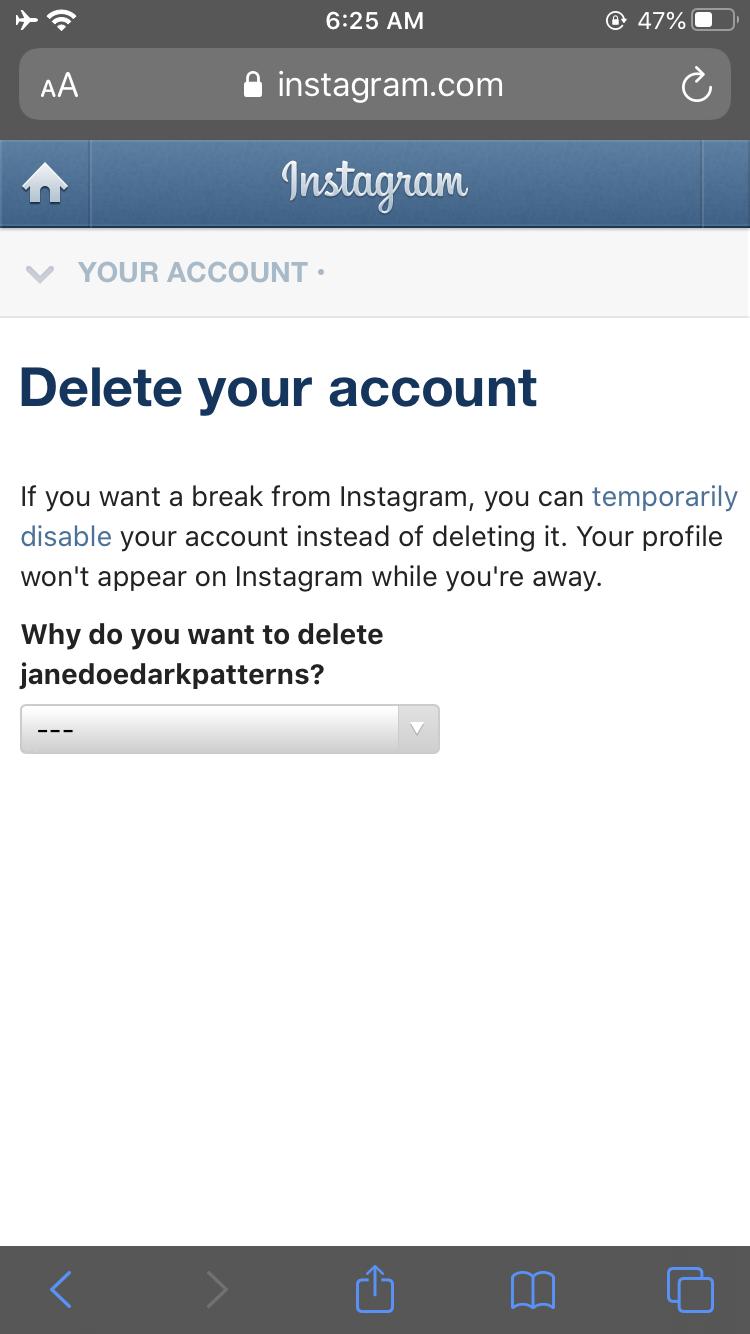 6:25 AM
47%
AA
instagram.com
Instagram
YOUR ACCOUNT •
Delete your account
If you want a break from Instagram, you can temporarily
disable your account instead of deleting it. Your profile
won't appear on Instagram while you're away.
Why do you want to delete
janedoedarkpatterns?
---